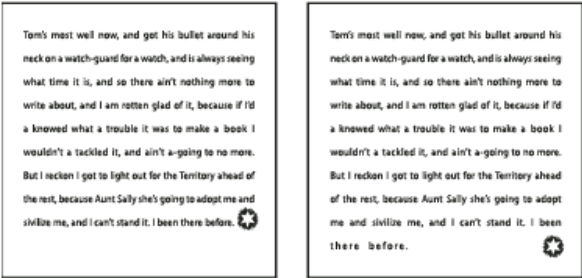 Tom's most well now, and got his bullet around his
neck on a watch-guard for a watch, and is always seeing
what time it is, and so there ain't nothing more to
write about, and I am rotten glad of it, because if I'd
a knowed what a trouble it was to make a book I
wouldn't a tackled it, and ain't a-going to no more.
But I reckon I got to light out for the Territory ahead of
the rest, because Aunt Sally she's going to adopt me and
sivilize me, and I can't stand it. I been there before.
Tom's most well now, and got his bullet around his
neck on a watch-guard for a watch, and is always seeing
what time it is, and so there ain't nothing more to
write about, and I am rotten glad of it, because if I'd
a knowed what a trouble it was to make a book I
wouldn't a tackled it, and ain't a-going to no more.
But I reckon I got to light out for the Territory ahead
of the rest, because Aunt Sally she's going to adopt
me and sivilize me, and I can't stand it. I been
there before.